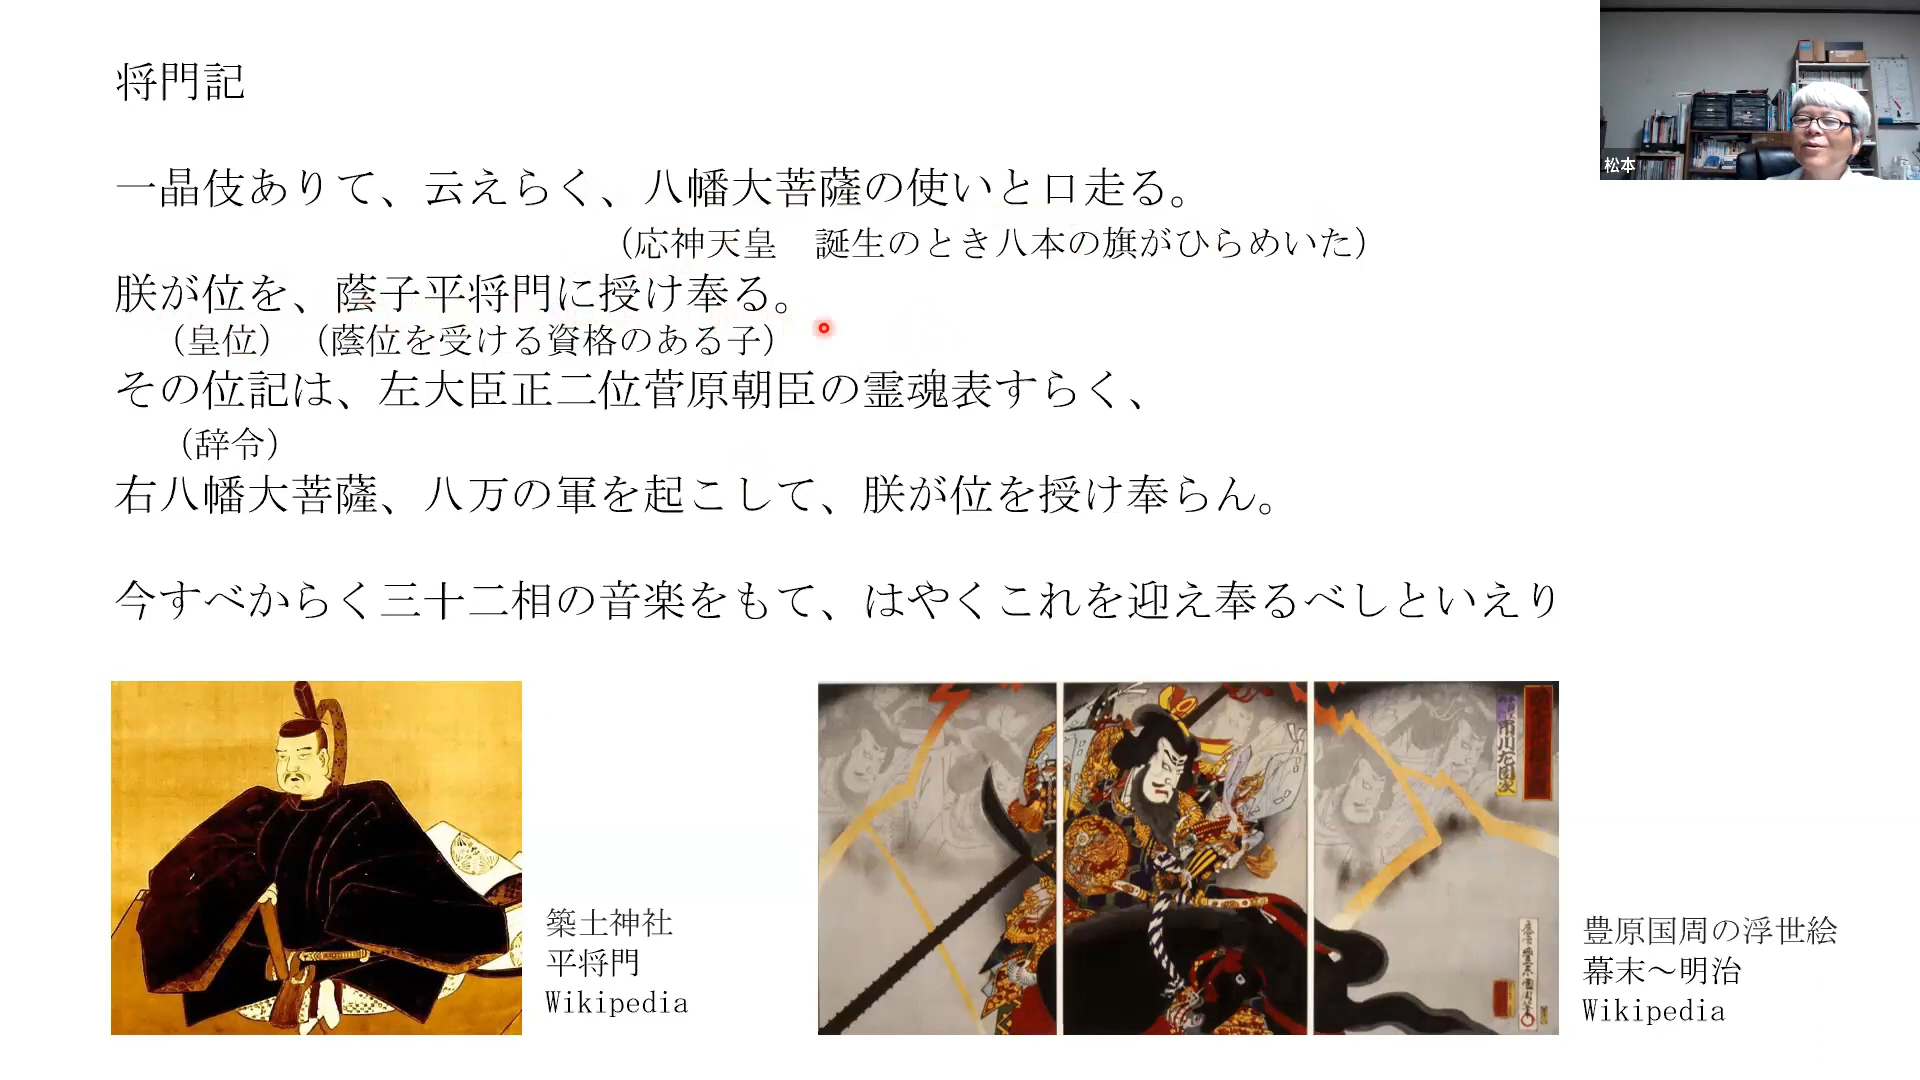 将門記
一晶伎ありて、云えらく、八幡大菩薩の使いと口走る。
（応神天皇　誕生のとき八本の旗がひらめいた）
朕が位を、蔭子平将門に授け奉る。
（皇位）（蔭位を受ける資格のある子）
その位記は、左大臣正二位菅原朝臣の霊魂表すらく、
（辞令）
右八幡大菩薩、八万の軍を起こして、朕が位を授け奉らん。
今すべからく三十二相の音楽をもて、はやくこれを迎え奉るべしといえり
築土神社
平将門
Wikipedia
市川左団次
豊原国周の浮世絵
幕末～明治
Wikipedia
松本